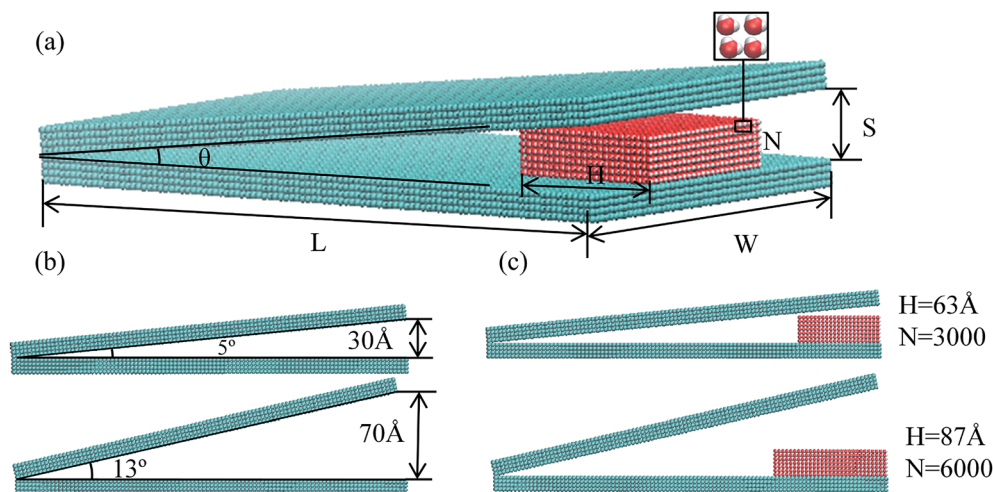 (a)
S
N
θ
H
L
W
(b)
(c)
5º
30Å
H=63Å
N=3000
13º
70Å
H=87Å
N=6000